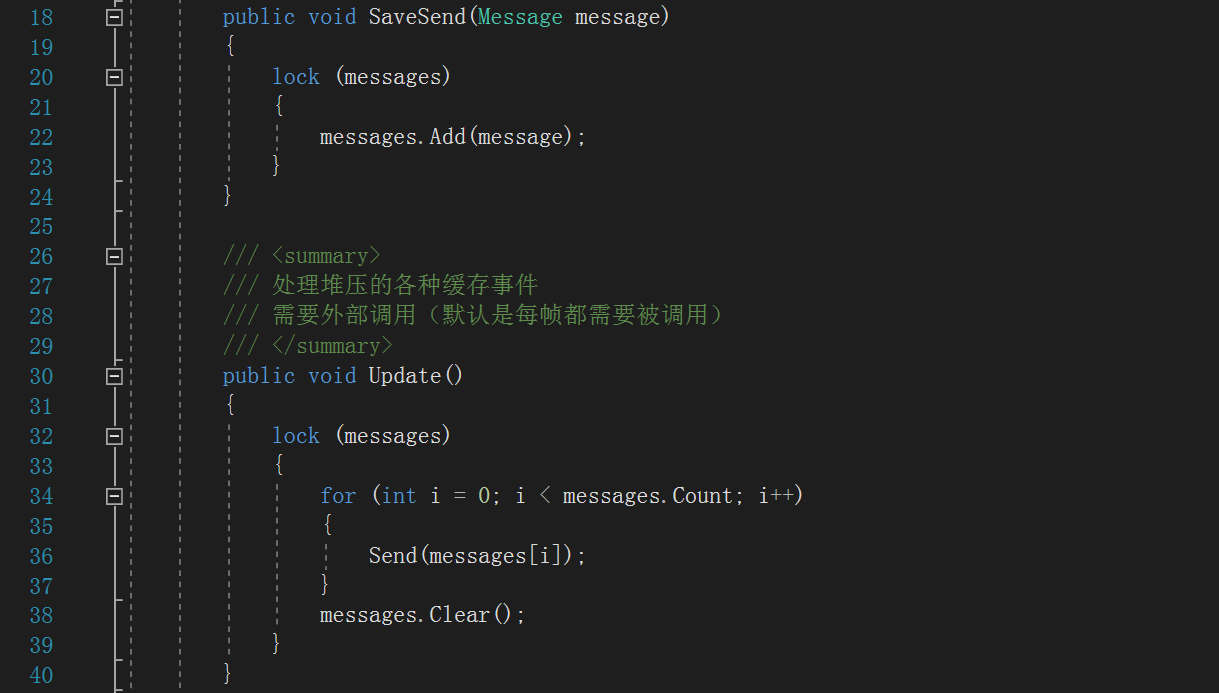 18 public void SaveSend(Message message)
19 {
20 lock (messages)
21 {
22 messages.Add(message);
23 }
24 }
25
26 /// <summary>
27 /// 处理堆压的各种缓存事件
28 /// 需要外部调用（默认是每帧都需要被调用）
29 /// </summary>
30 public void Update()
31 {
32 lock (messages)
33 {
34 for (int i = 0; i < messages.Count; i++)
35 {
36 Send(messages[i]);
37 }
38 messages.Clear();
39 }
40 }